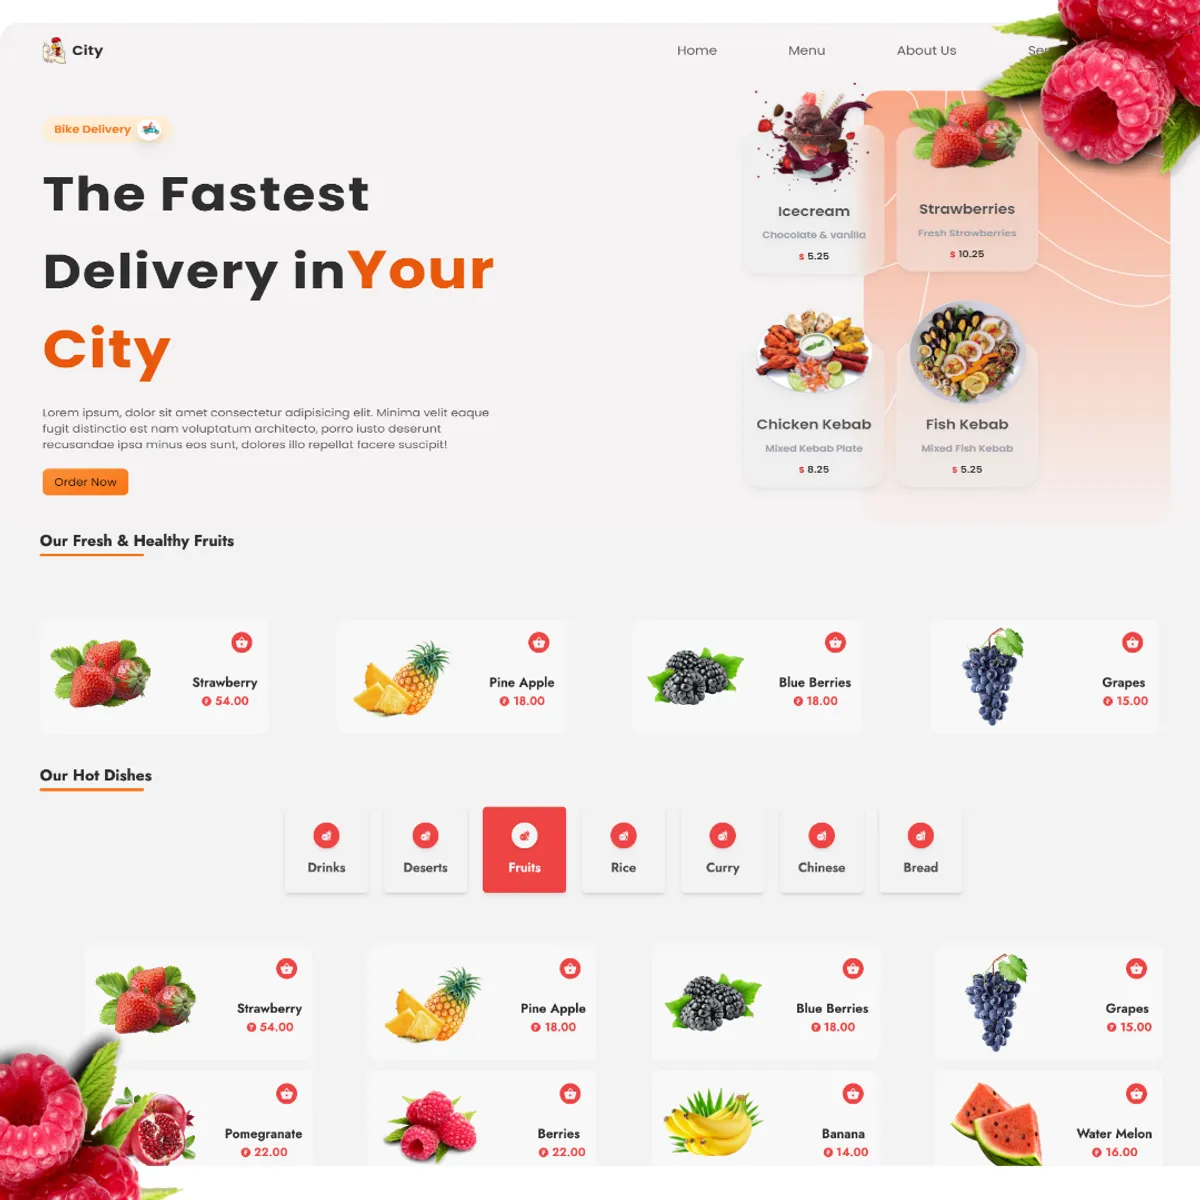 City
Home Menu About Us
Bike Delivery
The Fastest
Delivery in Your
City
Lorem ipsum, dolor sit amet consectetur adipisicing elit. Minima velit eaque
fugit distinctio est nam voluptatum architecto, porro iusto deserunt
recusandae ipsa minus eos sunt, dolores illo repellat facere suscipit!
Order Now
Icecream
Chocolate & vanilla
$ 5.25
Strawberries
Fresh Strawberries
$ 10.25
Chicken Kebab
Mixed Kebab Plate
$ 8.25
Fish Kebab
Mixed Fish Kebab
$ 5.25
Our Fresh & Healthy Fruits
Strawberry
54.00
Pine Apple
18.00
Blue Berries
18.00
Grapes
15.00
Our Hot Dishes
Drinks
Deserts
Fruits
Rice
Curry
Chinese
Bread
Strawberry
54.00
Pine Apple
18.00
Blue Berries
18.00
Grapes
15.00
Pomegranate
22.00
Berries
22.00
Banana
14.00
Water Melon
16.00